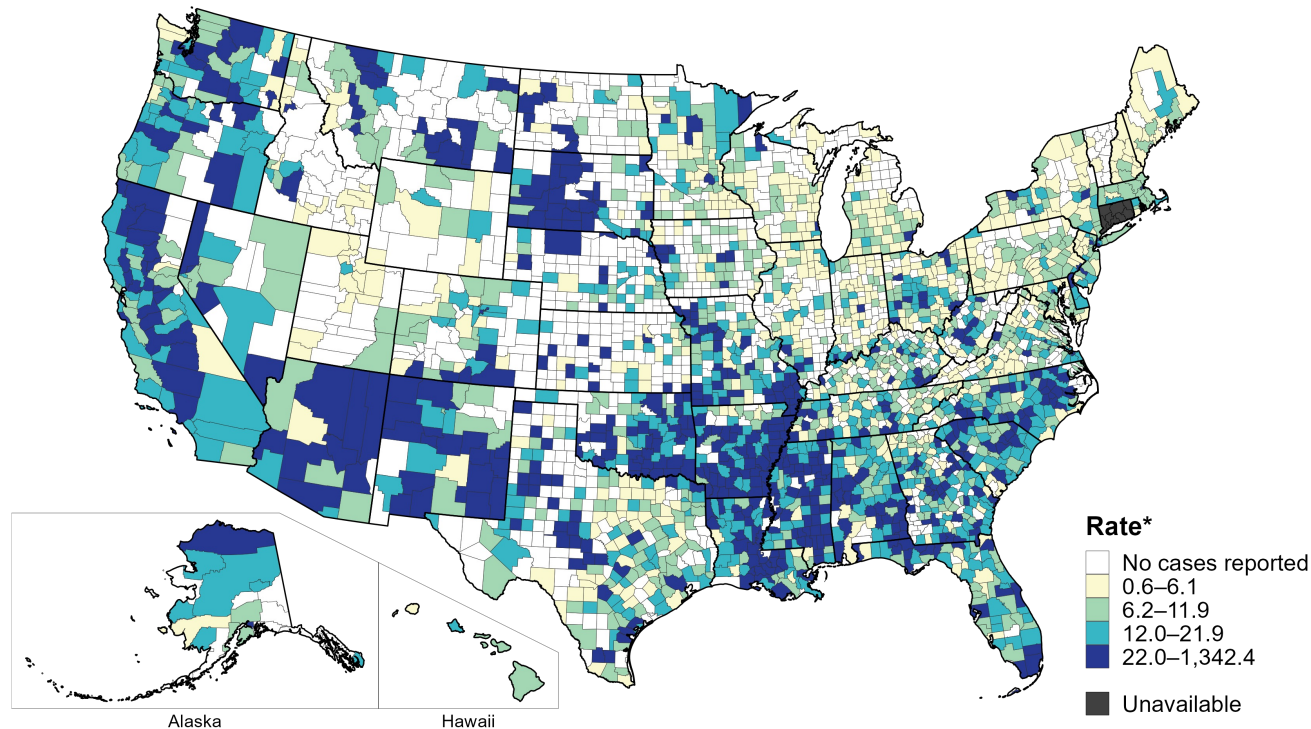 Rate*
No cases reported
0.6–6.1
6.2–11.9
12.0–21.9
22.0–1,342.4
Unavailable
Alaska
Hawaii